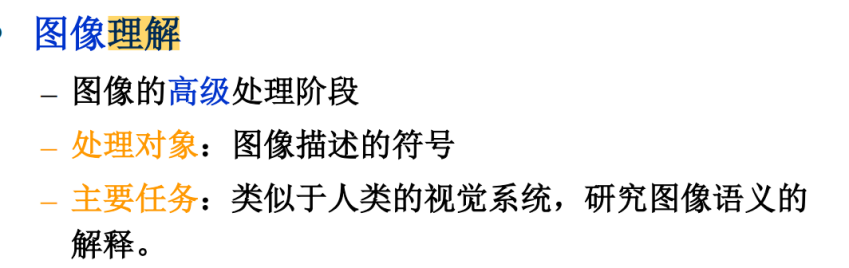 • 图像理解
– 图像的高级处理阶段
– 处理对象：图像描述的符号
– 主要任务：类似于人类的视觉系统，研究图像语义的
解释。